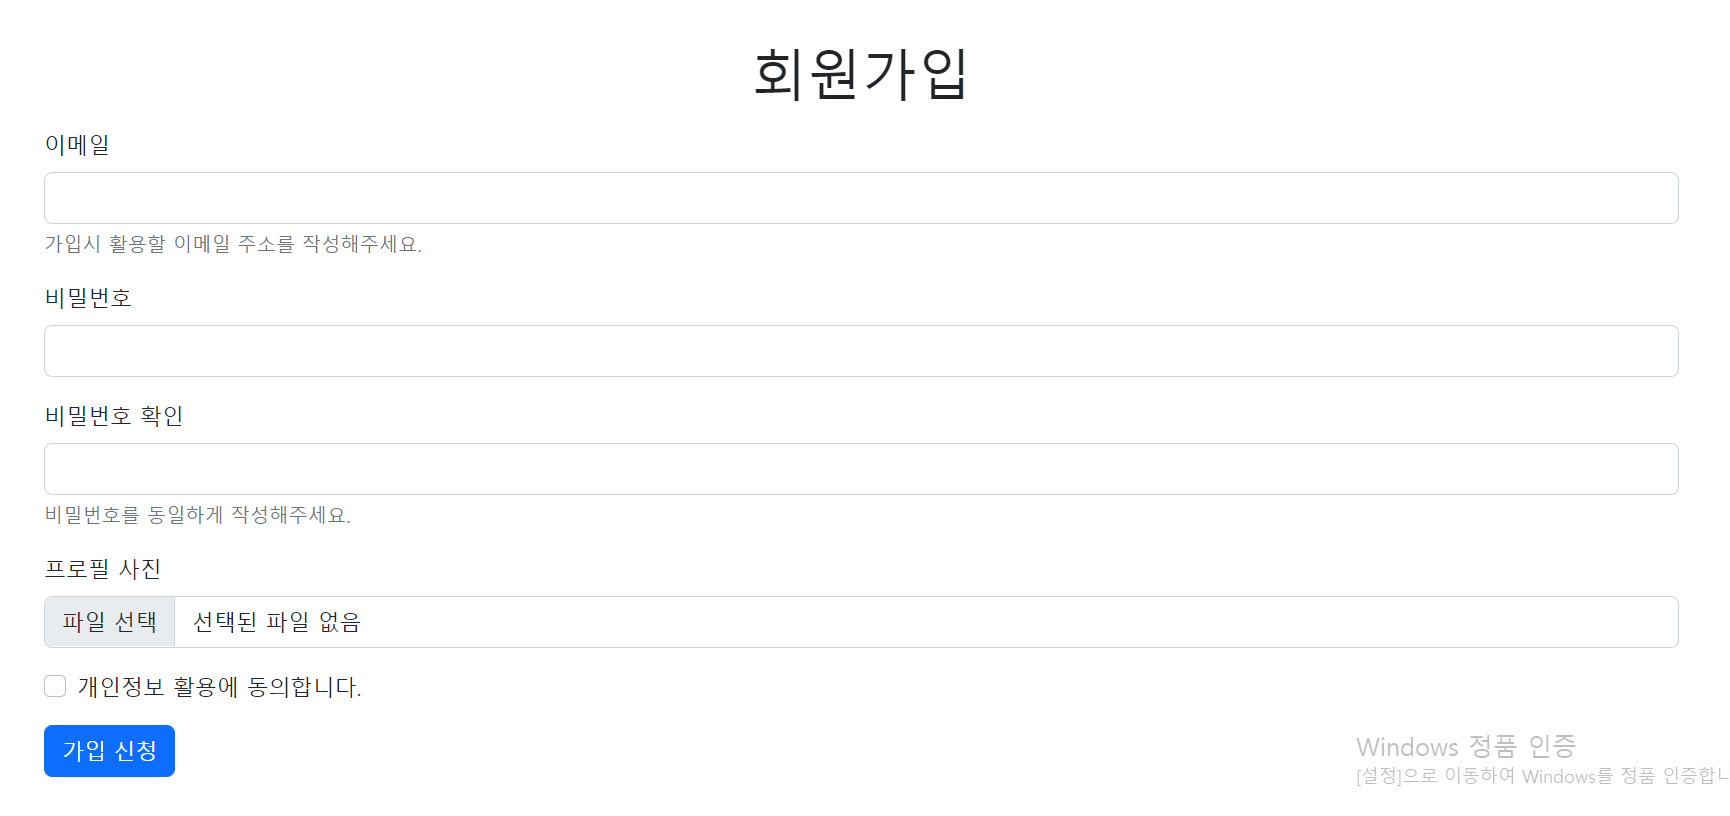 회원가입
이메일
가입시 활용할 이메일 주소를 작성해주세요.
비밀번호
비밀번호 확인
비밀번호를 동일하게 작성해주세요.
프로필 사진
파일 선택 선택된 파일 없음
개인정보 활용에 동의합니다.
가입 신청
Windows 정품 인증
[설정]으로 이동하여 Windows를 정품 인증합니